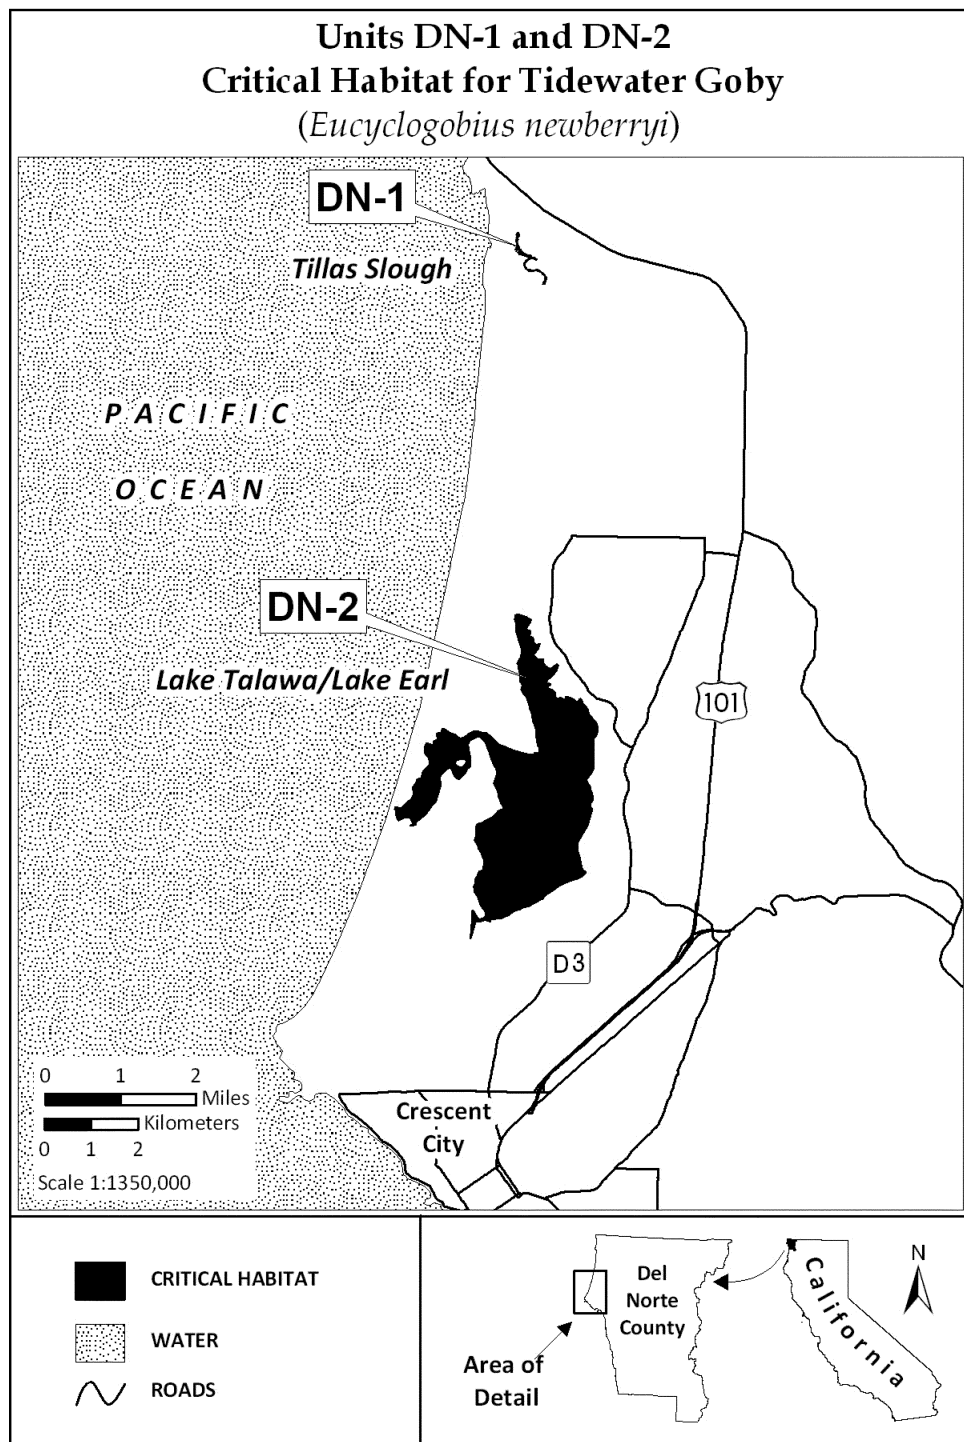 Units DN-1 and DN-2
Critical Habitat for Tidewater Goby
(Eucyclogobius newberryi)
DN-1
Tillas Slough
PACIFIC
OCEAN
DN-2
Lake Talawa/Lake Earl
101
D3
0 1 2
Miles
Kilometers
0 1 2
Scale 1:1350,000
Crescent
City
CRITICAL HABITAT
WATER
ROADS
Del
Norte
County
Area of
Detail
California
N